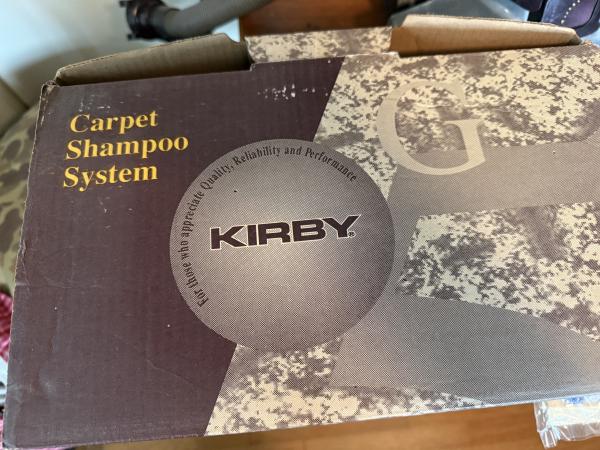 Carpet
Shampoo
System
For those who appreciate Quality, Reliability and Performance
KIRBY®
G